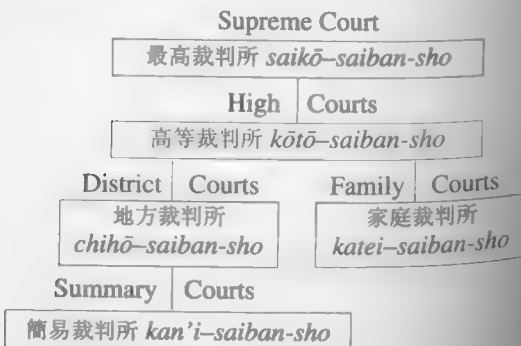 Supreme Court
最高裁判所 saikō–saiban-sho
High Courts
高等裁判所 kōtō–saiban-sho
District Courts
Family Courts
地方裁判所
chihō–saiban-sho
家庭裁判所
katei–saiban-sho
Summary Courts
簡易裁判所 kan'i–saiban-sho